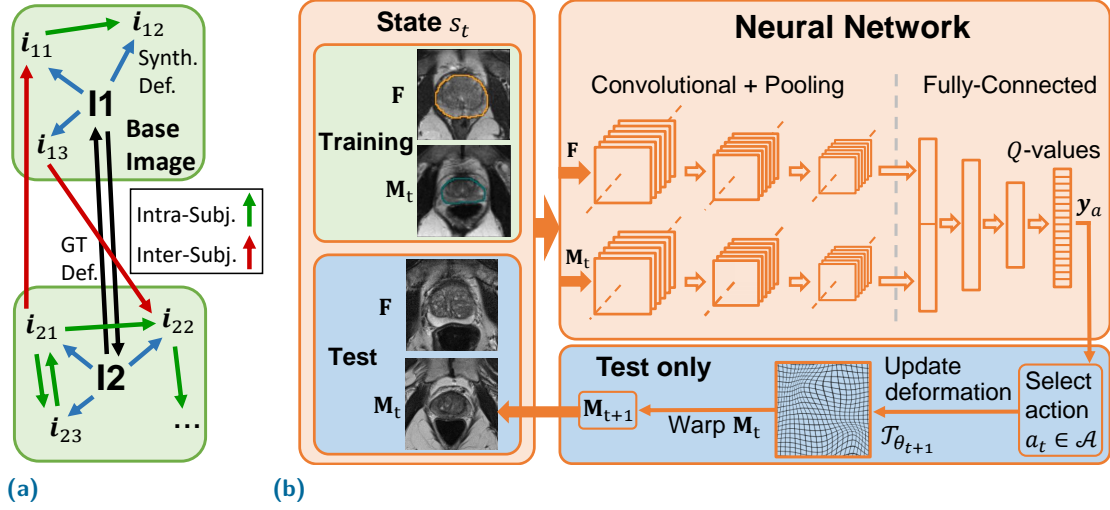 i₁₁
i₁₂
Synth.
Def.
I1
Base
Image
i₁₃
Intra-Subj.
Inter-Subj.
GT
Def.
i₂₁
i₂₂
I2
i₂₃
...
(a)
State sₜ
Training
F
Mₜ
Test
F
Mₜ
Neural Network
Convolutional + Pooling
Fully-Connected
F
Mₜ
Q-values
yₐ
Test only
Select
action
aₜ ∈ 𝒜
Update
deformation
𝒯_{θ_{t+1}}
Warp Mₜ
Mₜ₊₁
(b)